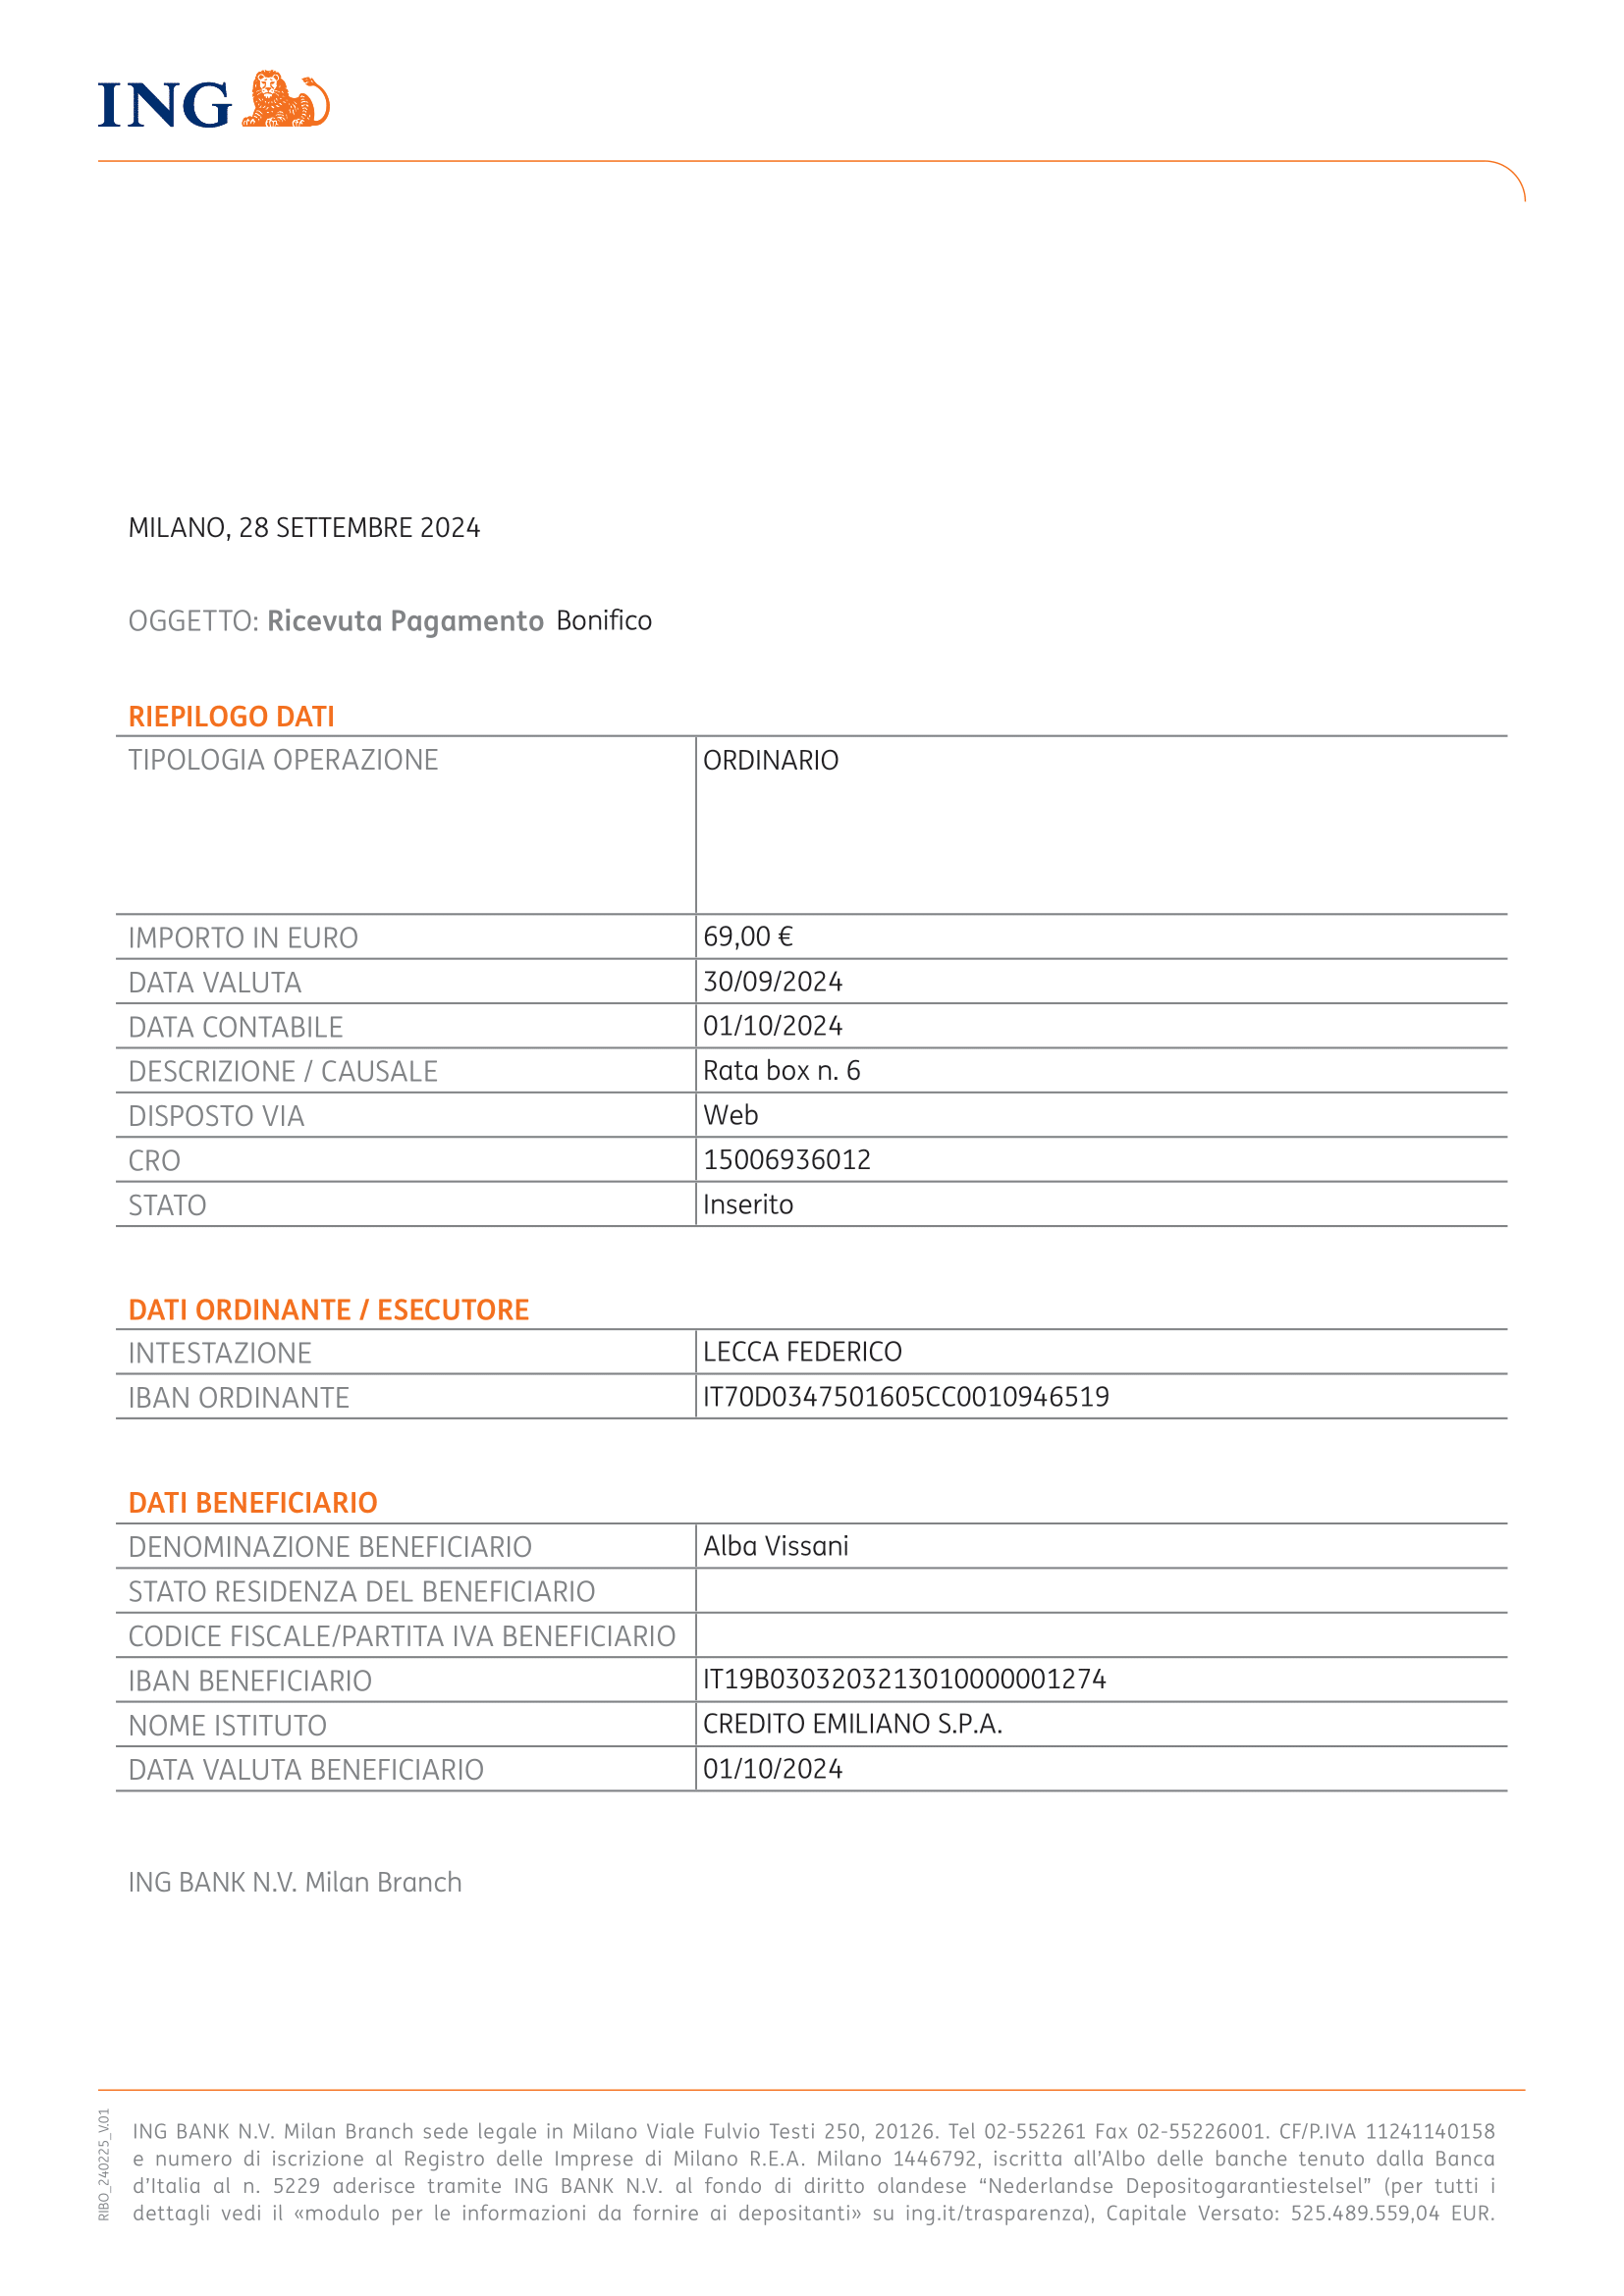 ING
MILANO, 28 SETTEMBRE 2024
OGGETTO: Ricevuta Pagamento Bonifico
RIEPILOGO DATI
TIPOLOGIA OPERAZIONE ORDINARIO
IMPORTO IN EURO 69,00 €
DATA VALUTA 30/09/2024
DATA CONTABILE 01/10/2024
DESCRIZIONE / CAUSALE Rata box n. 6
DISPOSTO VIA Web
CRO 15006936012
STATO Inserito
DATI ORDINANTE / ESECUTORE
INTESTAZIONE LECCA FEDERICO
IBAN ORDINANTE IT70D0347501605CC0010946519
DATI BENEFICIARIO
DENOMINAZIONE BENEFICIARIO Alba Vissani
STATO RESIDENZA DEL BENEFICIARIO
CODICE FISCALE/PARTITA IVA BENEFICIARIO
IBAN BENEFICIARIO IT19B0303203213010000001274
NOME ISTITUTO CREDITO EMILIANO S.P.A.
DATA VALUTA BENEFICIARIO 01/10/2024
ING BANK N.V. Milan Branch
RIBO_240225_V.01
ING BANK N.V. Milan Branch sede legale in Milano Viale Fulvio Testi 250, 20126. Tel 02-552261 Fax 02-55226001. CF/P.IVA 11241140158
e numero di iscrizione al Registro delle Imprese di Milano R.E.A. Milano 1446792, iscritta all’Albo delle banche tenuto dalla Banca
d’Italia al n. 5229 aderisce tramite ING BANK N.V. al fondo di diritto olandese “Nederlandse Depositogarantiestelsel” (per tutti i
dettagli vedi il «modulo per le informazioni da fornire ai depositanti» su ing.it/trasparenza), Capitale Versato: 525.489.559,04 EUR.